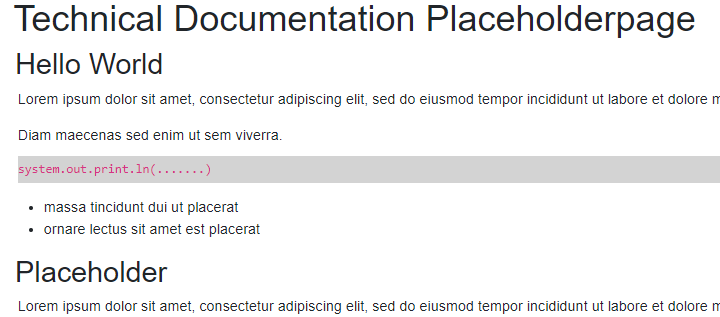 Technical Documentation Placeholderpage
Hello World
Lorem ipsum dolor sit amet, consectetur adipiscing elit, sed do eiusmod tempor incididunt ut labore et dolore
Diam maecenas sed enim ut sem viverra.
system.out.print.ln(.......)
massa tincidunt dui ut placerat
ornare lectus sit amet est placerat
Placeholder
Lorem ipsum dolor sit amet, consectetur adipiscing elit, sed do eiusmod tempor incididunt ut labore et dolore